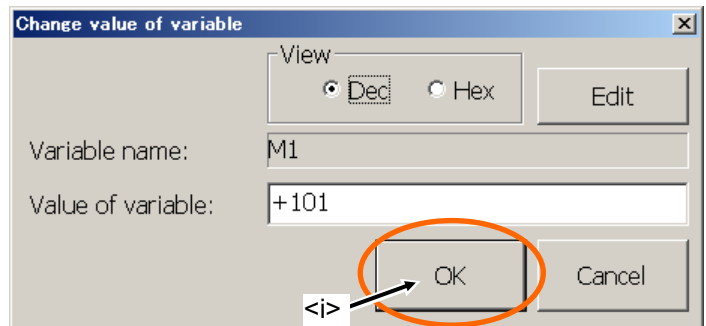 Change value of variable
View
Dec Hex
Edit
Variable name: M1
Value of variable: +101
OK Cancel
<i>